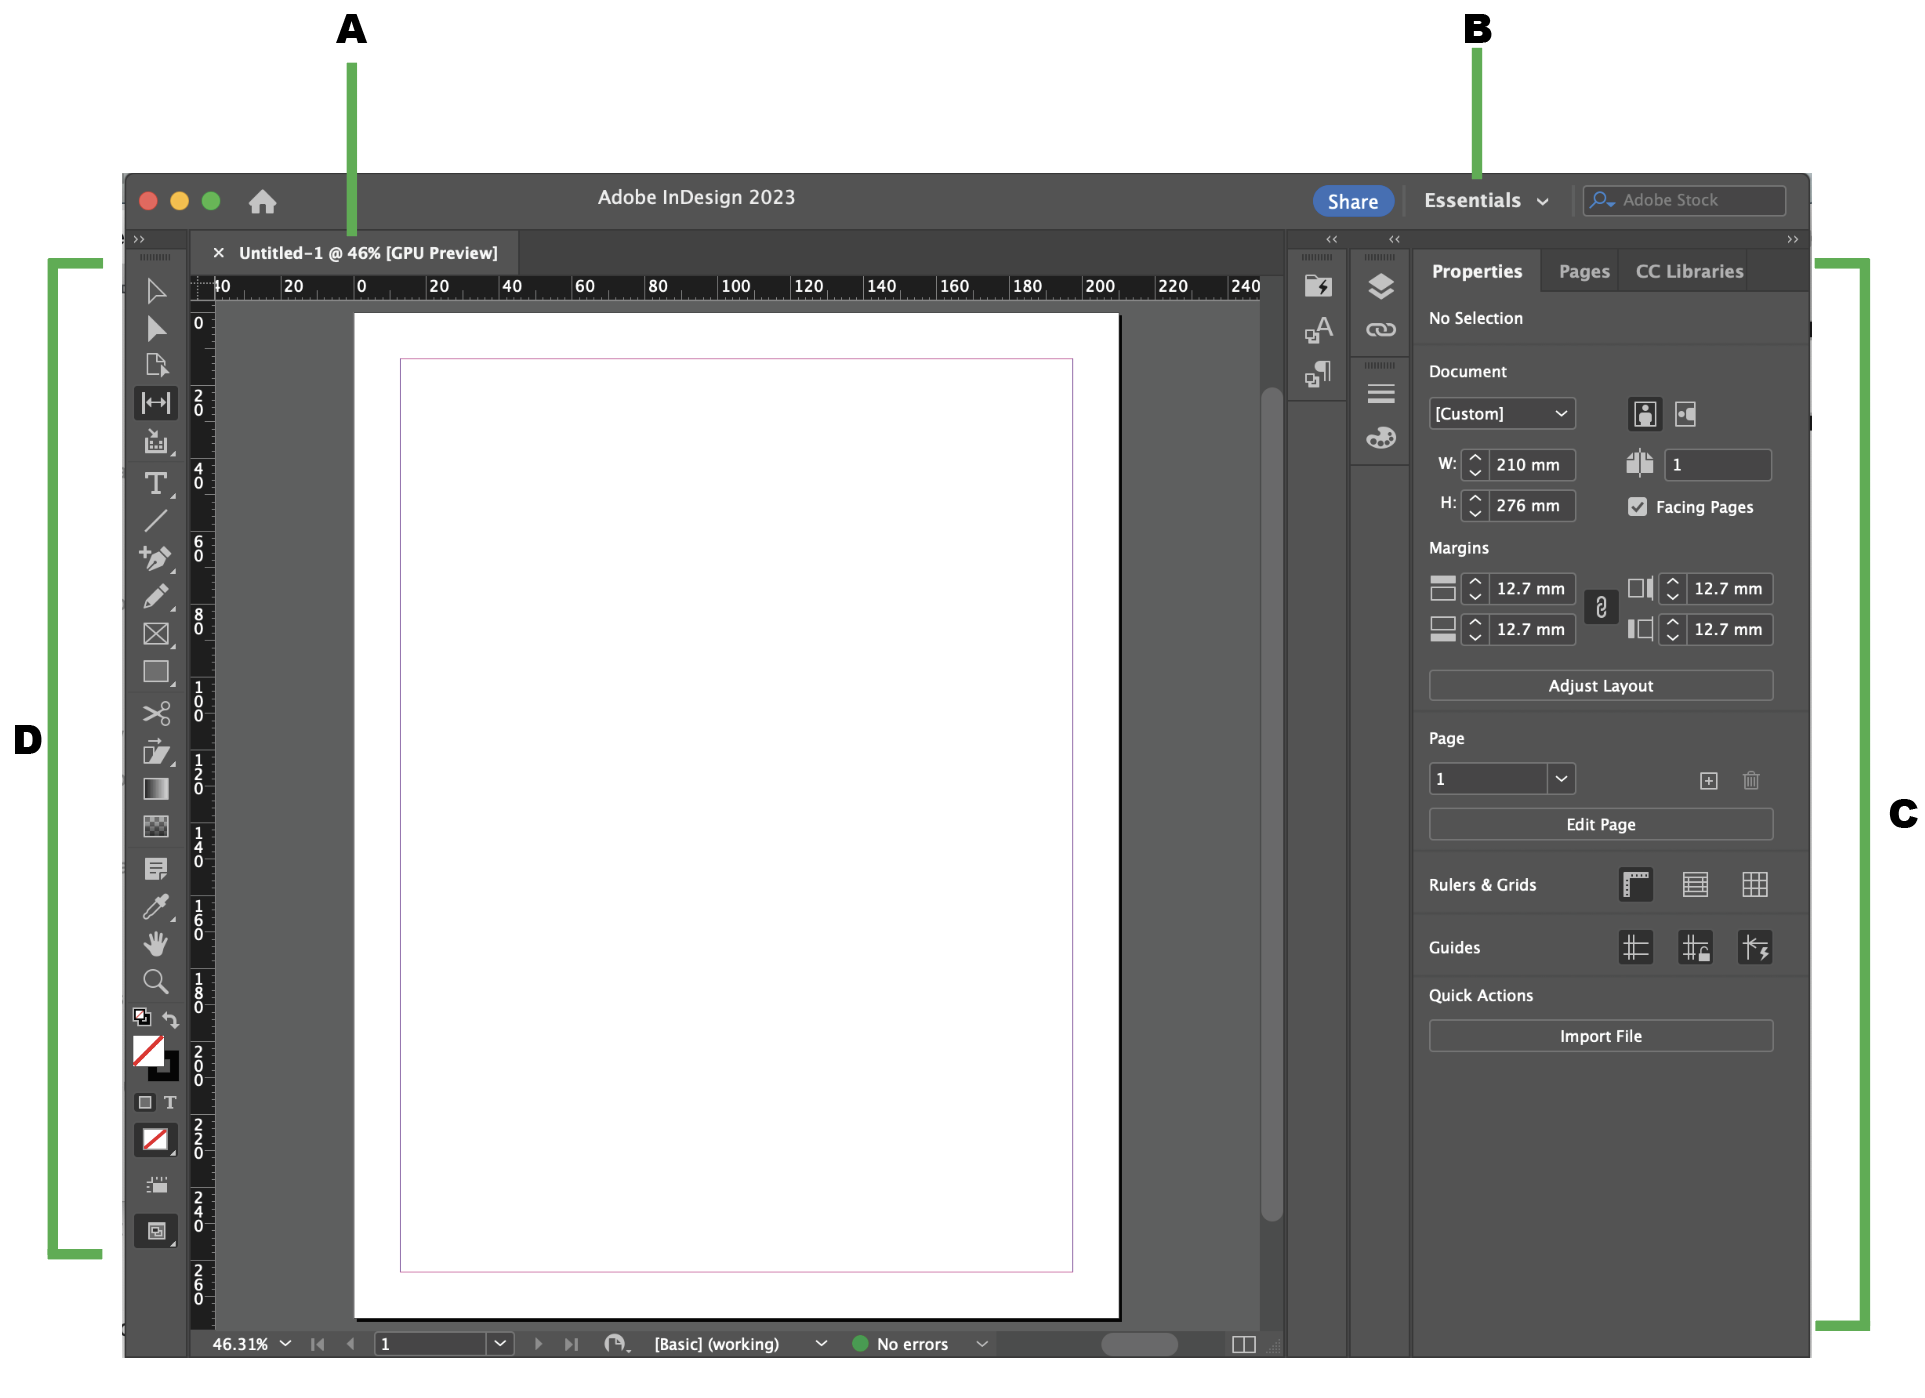 A
B
Adobe InDesign 2023
Share
Essentials
Adobe Stock
× Untitled-1 @ 46% [GPU Preview]
40 20 0 20 40 60 80 100 120 140 160 180 200 220 240
0
20
40
60
80
100
120
140
160
180
200
220
240
260
T
T
D
A
Properties Pages CC Libraries
No Selection
Document
[Custom]
W: 210 mm
1
H: 276 mm
Facing Pages
Margins
12.7 mm
12.7 mm
12.7 mm
12.7 mm
Adjust Layout
Page
1
Edit Page
Rulers & Grids
Guides
Quick Actions
Import File
C
46.31%
1
[Basic] (working)
No errors